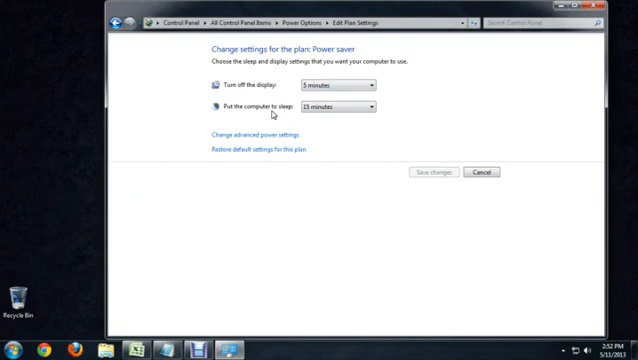 Control Panel ▸ All Control Panel Items ▸ Power Options ▸ Edit Plan Settings
Search Control Panel
Change settings for the plan: Power saver
Choose the sleep and display settings that you want your computer to use.
Turn off the display: 5 minutes
Put the computer to sleep: 15 minutes
Change advanced power settings
Restore default settings for this plan
Save changes Cancel
Recycle Bin
2:52 PM
5/11/2013